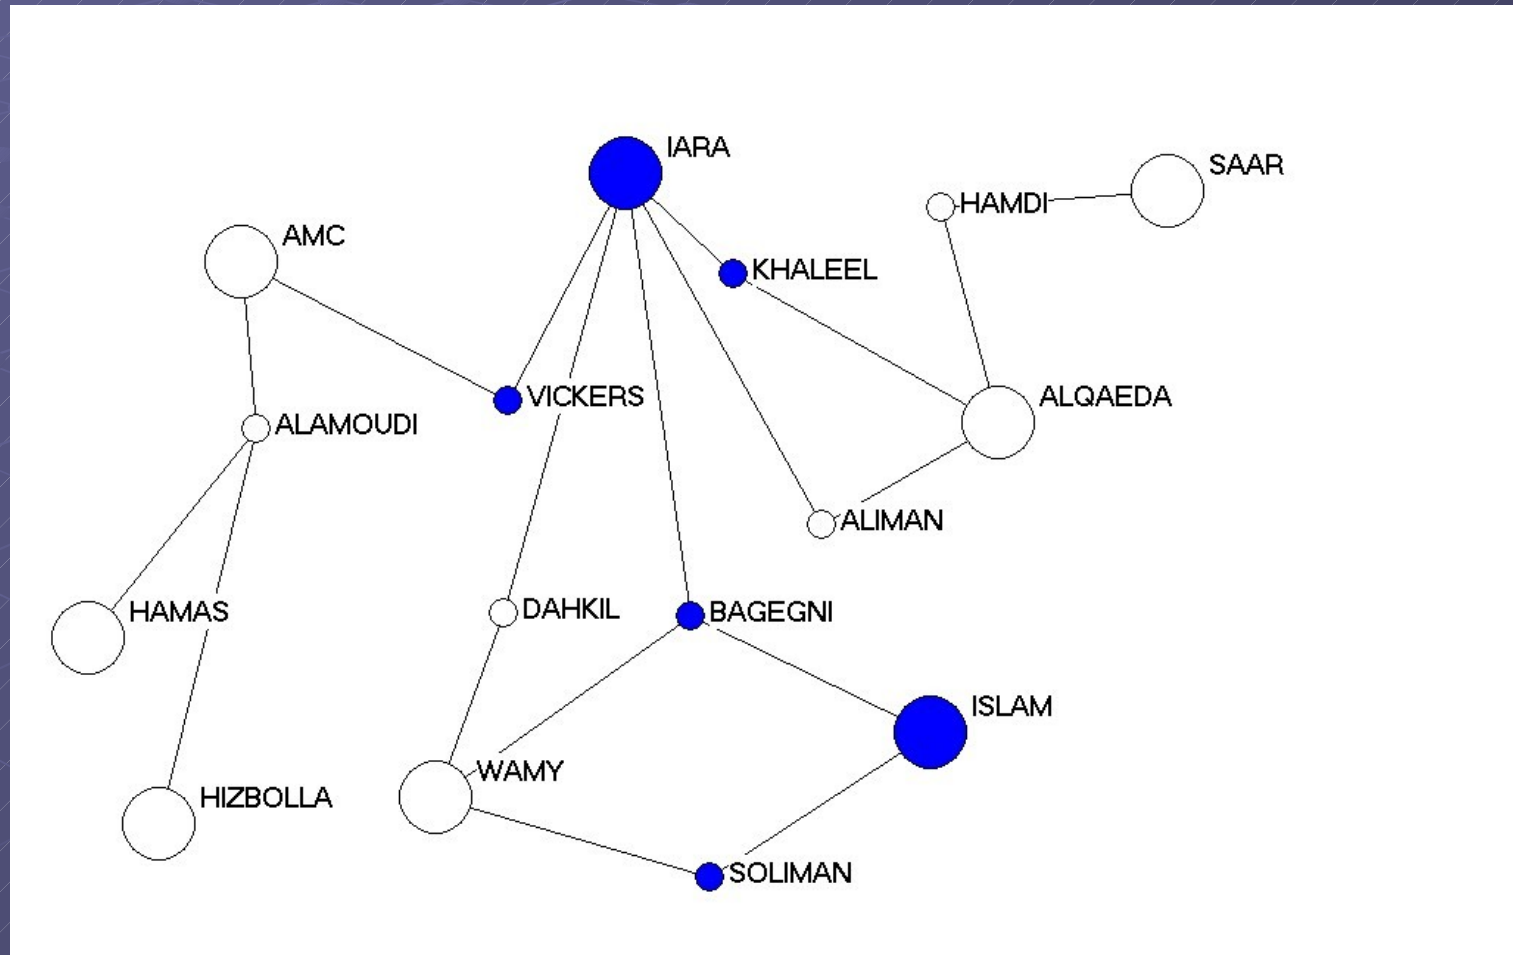 IARA
SAAR
HAMDI
AMC
KHALEEL
VICKERS
ALQAEDA
ALAMOUDI
ALIMAN
HAMAS
DAHKIL
BAGEGNI
ISLAM
WAMY
HIZBOLLA
SOLIMAN